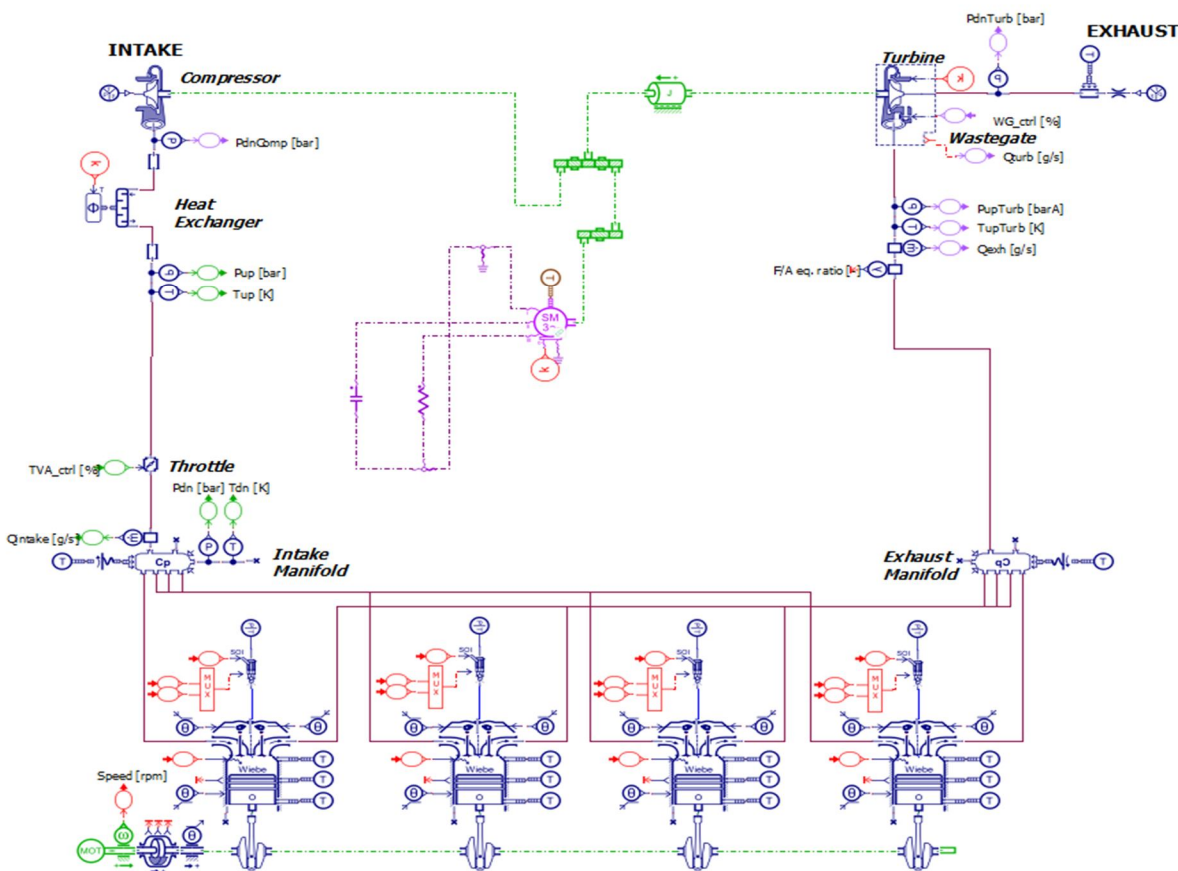 PdnTurb [bar]
INTAKE
EXHAUST
Compressor
Turbine
T
K
J
P
P
PdnComp [bar]
WG_ctrl [%]
Wastegate
Qturb [g/s]
K
T
Heat
Exchanger
PupTurb [barA]
TupTurb [K]
Qexh [g/s]
F/A eq. ratio [
Pup [bar]
Tup [K]
T
T
SM
3~
K
TVA_ctrl [%]
Throttle
Pdn [bar] Tdn [K]
Qintake [g/s]
m
P
T
T
Cp
Intake
Manifold
Exhaust
Manifold
Cp
T
SOI
SOI
SOI
SOI
MUX
MUX
MUX
MUX
θ
θ
θ
θ
θ
θ
θ
θ
Wiebe
Wiebe
Wiebe
Wiebe
T
T
T
T
T
T
T
T
T
T
T
T
θ
θ
θ
θ
Speed [rpm]
ω
θ
MOT